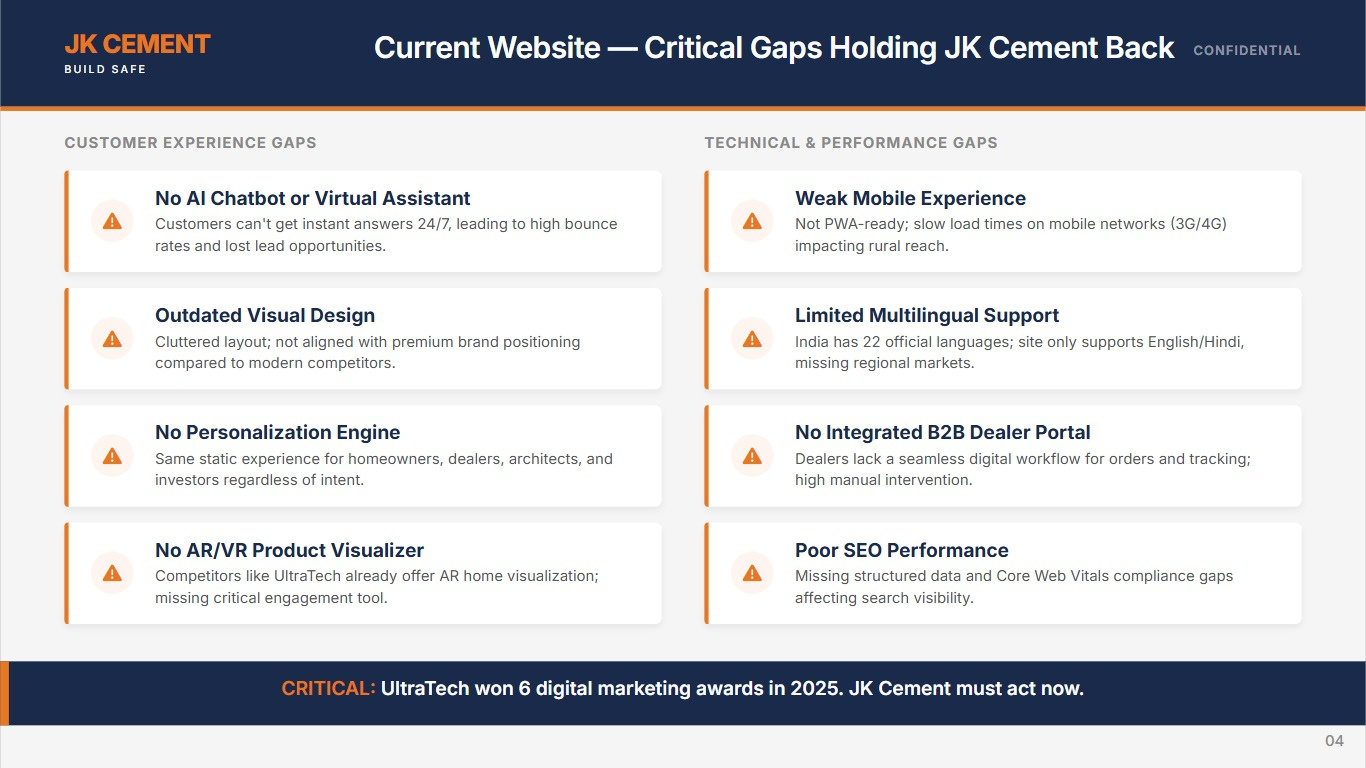 JK CEMENT
BUILD SAFE
Current Website — Critical Gaps Holding JK Cement Back
CONFIDENTIAL
CUSTOMER EXPERIENCE GAPS
No AI Chatbot or Virtual Assistant
Customers can't get instant answers 24/7, leading to high bounce
rates and lost lead opportunities.
Outdated Visual Design
Cluttered layout; not aligned with premium brand positioning
compared to modern competitors.
No Personalization Engine
Same static experience for homeowners, dealers, architects, and
investors regardless of intent.
No AR/VR Product Visualizer
Competitors like UltraTech already offer AR home visualization;
missing critical engagement tool.
TECHNICAL & PERFORMANCE GAPS
Weak Mobile Experience
Not PWA-ready; slow load times on mobile networks (3G/4G)
impacting rural reach.
Limited Multilingual Support
India has 22 official languages; site only supports English/Hindi,
missing regional markets.
No Integrated B2B Dealer Portal
Dealers lack a seamless digital workflow for orders and tracking;
high manual intervention.
Poor SEO Performance
Missing structured data and Core Web Vitals compliance gaps
affecting search visibility.
CRITICAL: UltraTech won 6 digital marketing awards in 2025. JK Cement must act now.
04